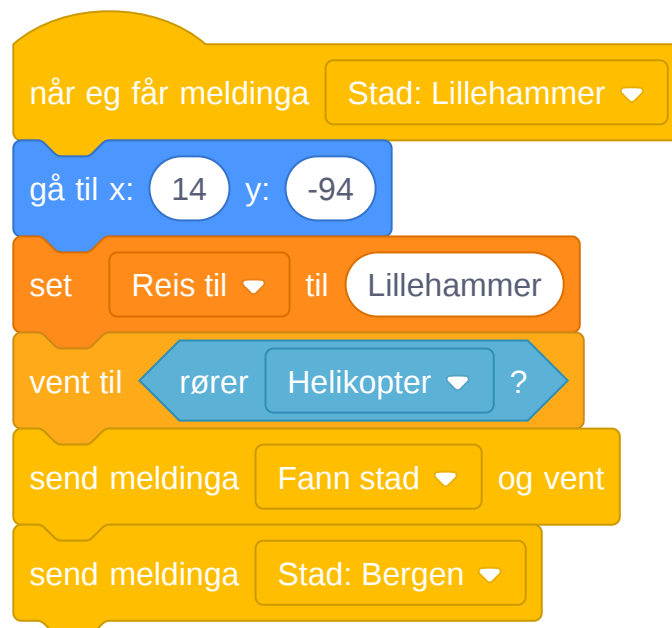 når eg får meldinga Stad: Lillehammer
gå til x: 14 y: -94
set Reis til til Lillehammer
vent til rører Helikopter ?
send meldinga Fann stad og vent
send meldinga Stad: Bergen